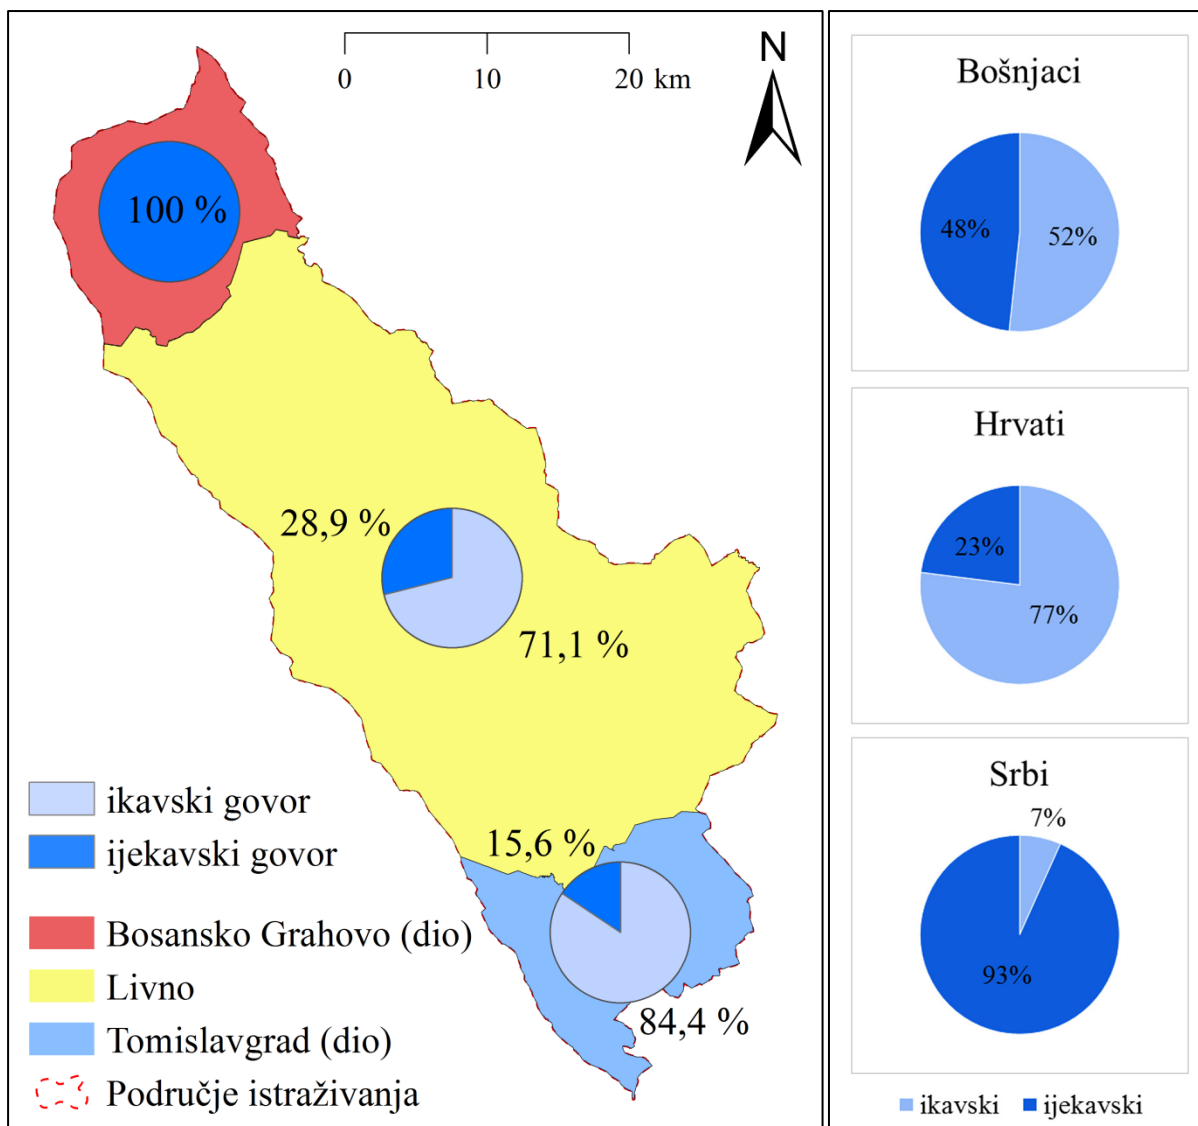 0 10 20 km
N
100 %
28,9 %
71,1 %
15,6 %
84,4 %
ikavski govor
ijekavski govor
Bosansko Grahovo (dio)
Livno
Tomislavgrad (dio)
Područje istraživanja
Bošnjaci
48%
52%
Hrvati
23%
77%
Srbi
7%
93%
ikavski ijekavski